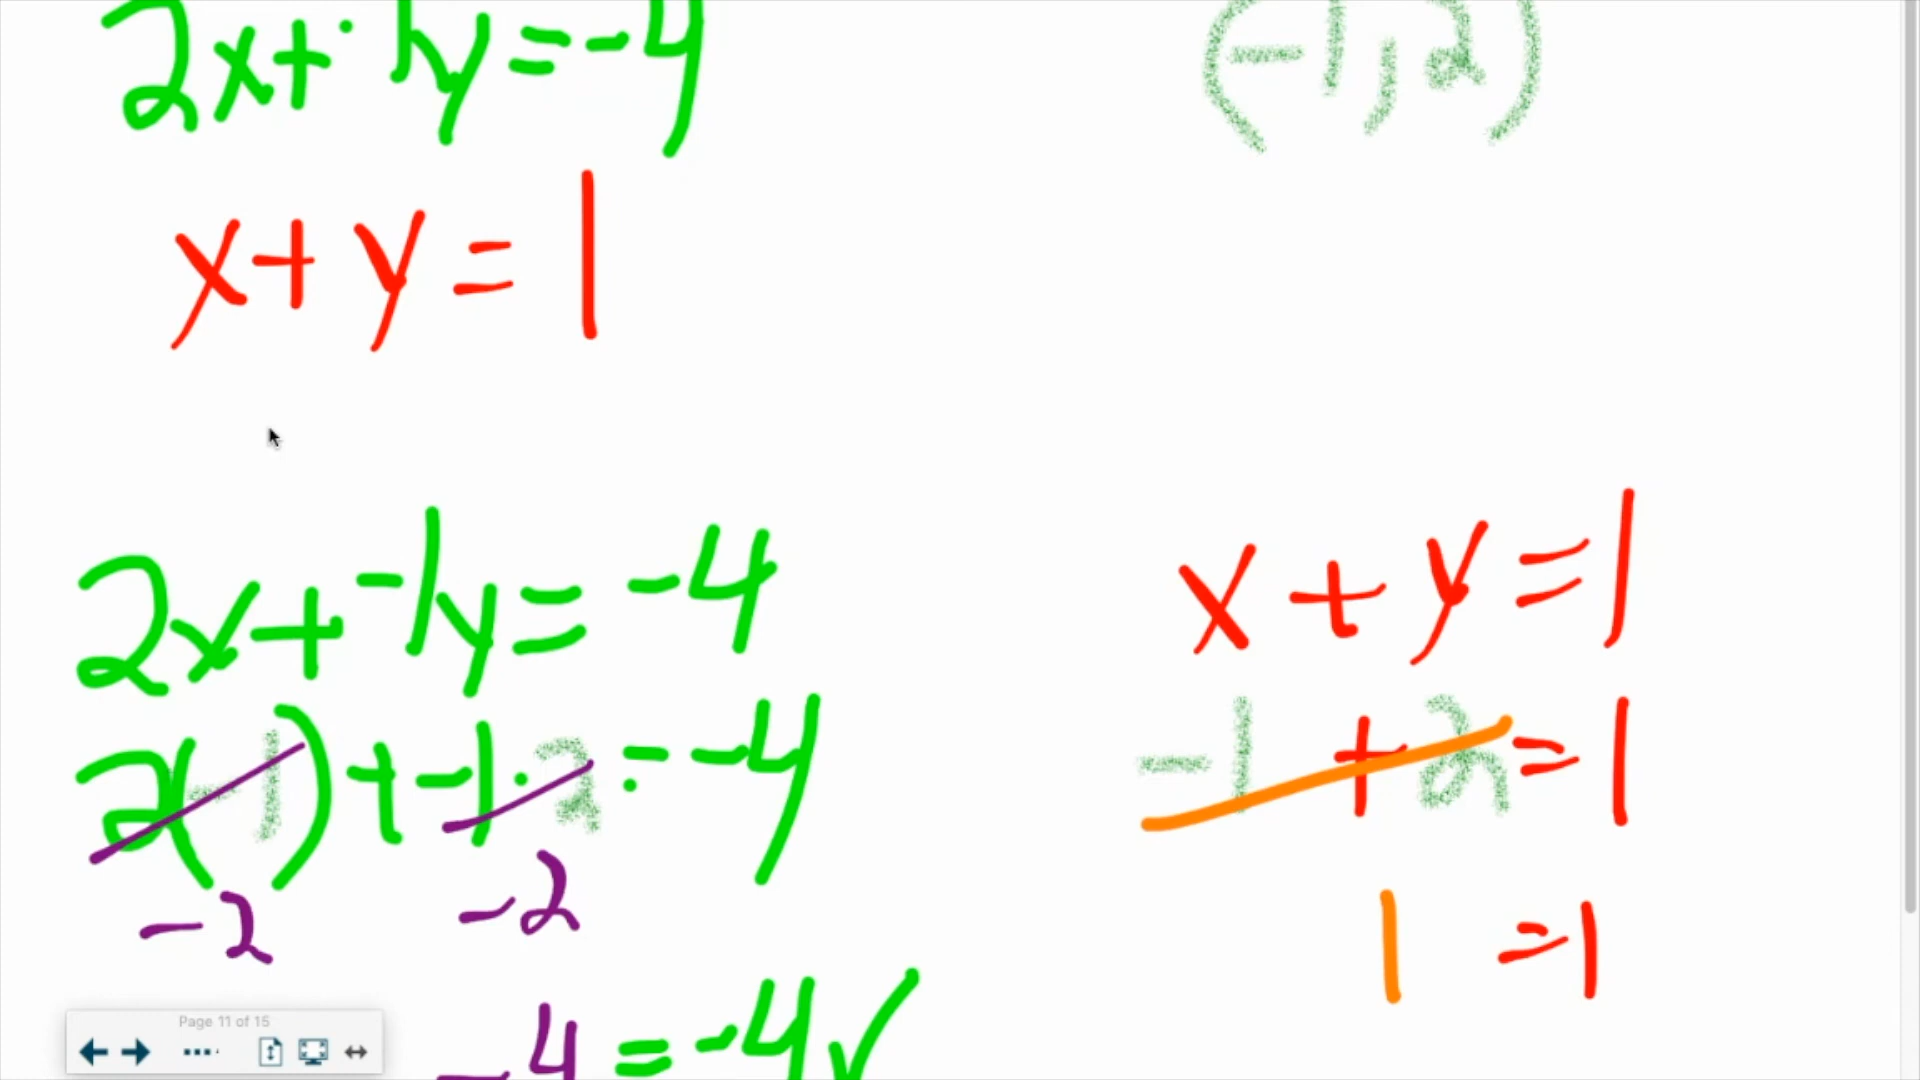 2x+-1y=-4
(-1,2)
x+y=1
2x+-1y=-4
x+y=1
2(-1)+-1·2=-4
-1+2=1
-2 -2
1=1
-4=-4✓
Page 11 of 15